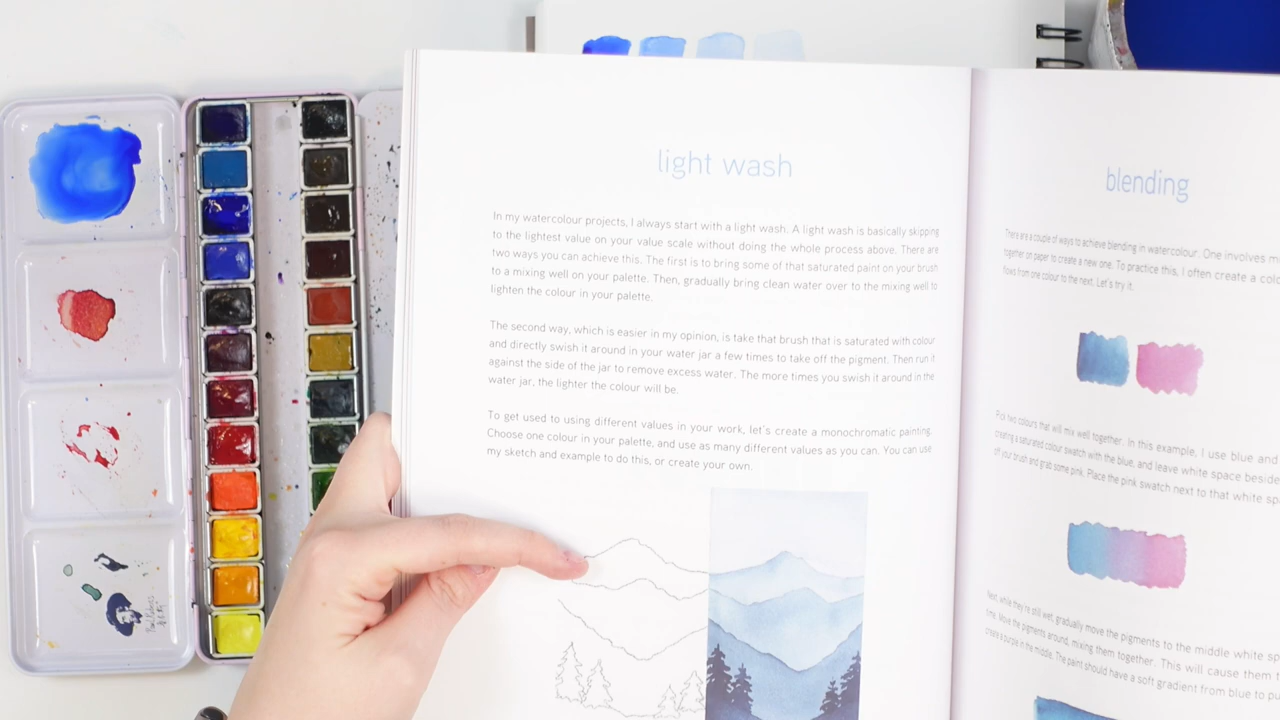 light wash
In my watercolour projects, I always start with a light wash. A light wash is basically skipping
to the lightest value on your value scale without doing the whole process above. There are
two ways you can achieve this. The first is to bring some of that saturated paint on your brush
to a mixing well on your palette. Then, gradually bring clean water over to the mixing well to
lighten the colour in your palette.
The second way, which is easier in my opinion, is take that brush that is saturated with colour
and directly swish it around in your water jar a few times to take off the pigment. Then run it
against the side of the jar to remove excess water. The more times you swish it around in the
water jar, the lighter the colour will be.
To get used to using different values in your work, let's create a monochromatic painting.
Choose one colour in your palette, and use as many different values as you can. You can use
my sketch and example to do this, or create your own.
blending
There are a couple of ways to achieve blending in watercolour. One involves
together on paper to create a new one. To practice this, I often create a
flows from one colour to the next. Let's try it.
Pick two colours that will mix well together. In this example, I use blue and
creating a saturated colour swatch with the blue, and leave white space beside
of your brush and grab some pink. Place the pink swatch next to that white
Next, while they're still wet, gradually move the pigments to the middle white
time. Move the pigments around, mixing them together. This will cause them
create a purple in the middle. The paint should have a soft gradient from blue to